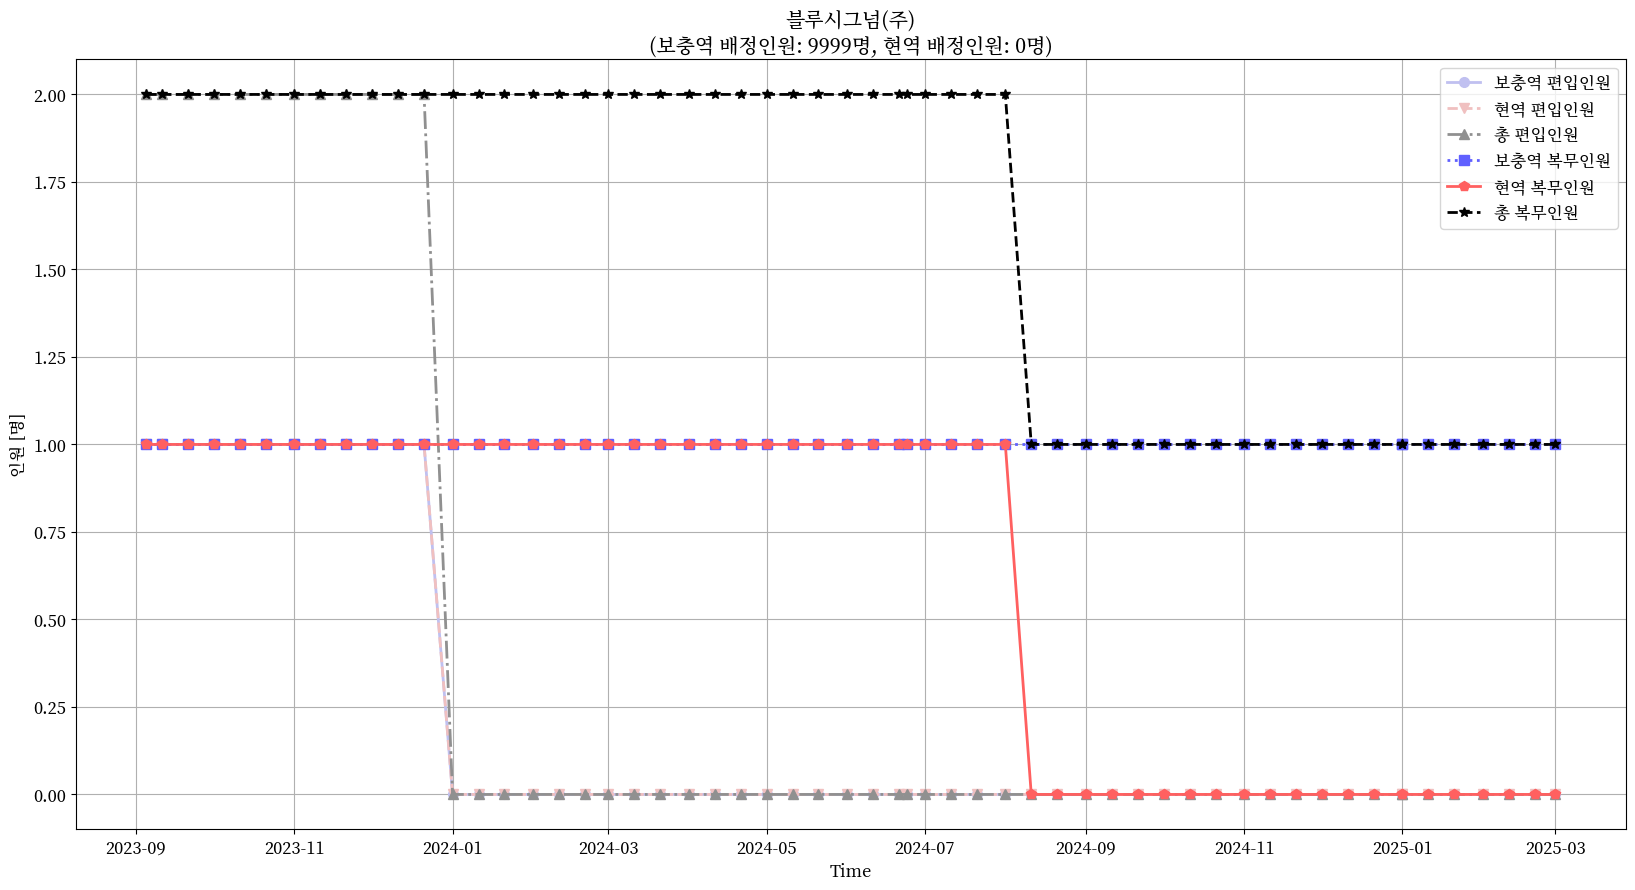 블루시그넘(주)
(보충역 배정인원: 9999명, 현역 배정인원: 0명)
보충역 편입인원
현역 편입인원
총 편입인원
보충역 복무인원
현역 복무인원
총 복무인원
2.00
1.75
1.50
1.25
1.00
0.75
0.50
0.25
0.00
인원 [명]
2023-09 2023-11 2024-01 2024-03 2024-05 2024-07 2024-09 2024-11 2025-01 2025-03
Time